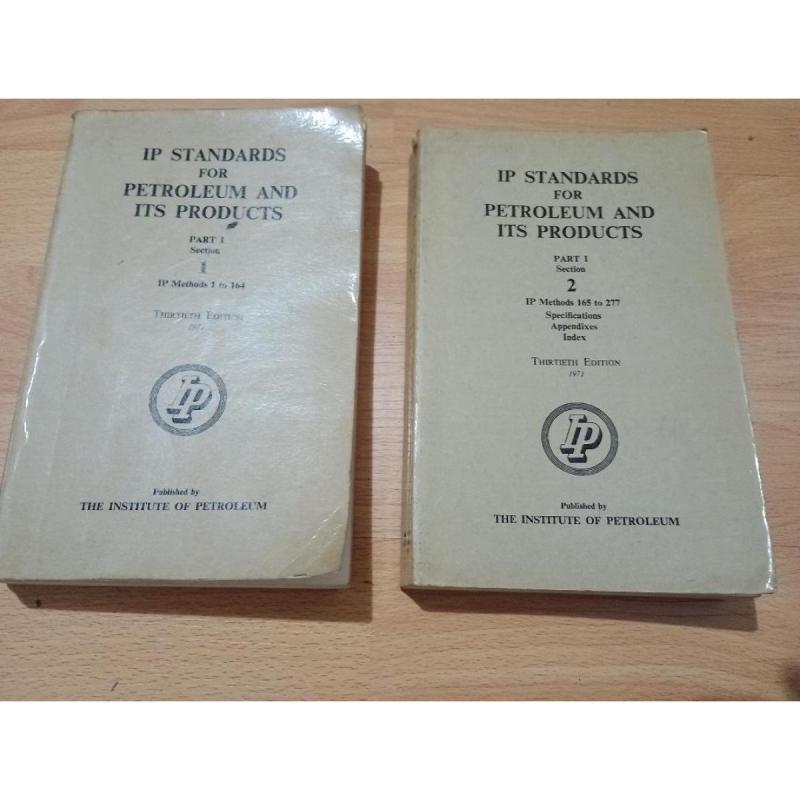 IP STANDARDS
FOR
PETROLEUM AND
ITS PRODUCTS
PART 1
Section
1
IP Methods 1 to 164
THIRTIETH EDITION
IP
Published by
THE INSTITUTE OF PETROLEUM
IP STANDARDS
FOR
PETROLEUM AND
ITS PRODUCTS
PART 1
Section
2
IP Methods 165 to 277
Specifications
Appendixes
Index
THIRTIETH EDITION
1971
IP
Published by
THE INSTITUTE OF PETROLEUM